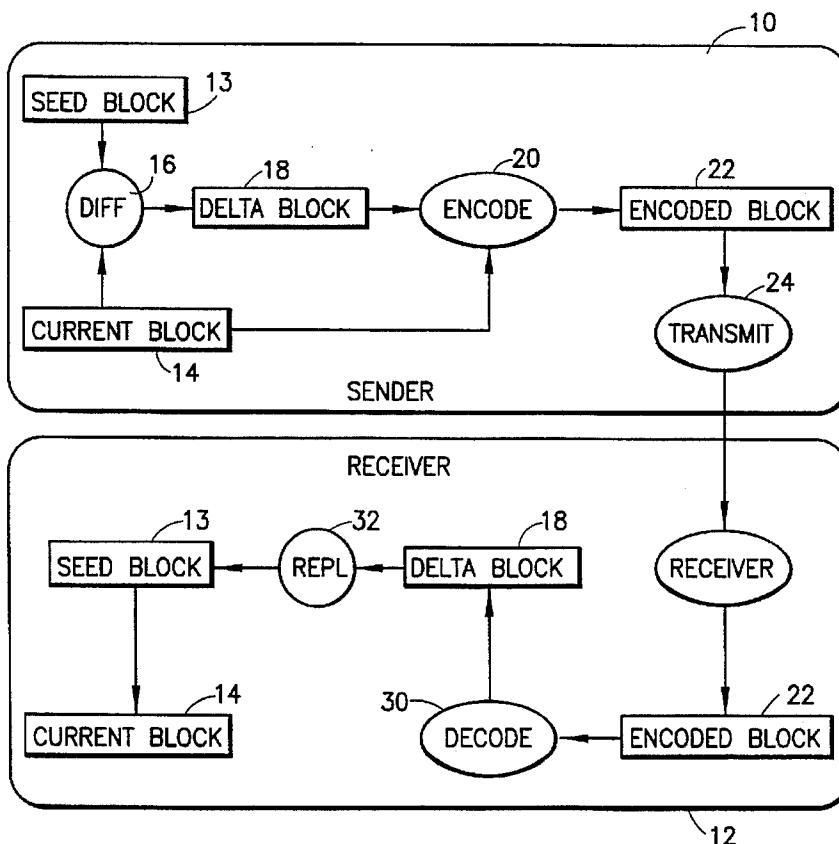 10
SEED BLOCK
13
16
DIFF
18
DELTA BLOCK
20
ENCODE
22
ENCODED BLOCK
24
TRANSMIT
CURRENT BLOCK
14
SENDER
RECEIVER
13
SEED BLOCK
32
REPL
18
DELTA BLOCK
RECEIVER
14
CURRENT BLOCK
30
DECODE
22
ENCODED BLOCK
12